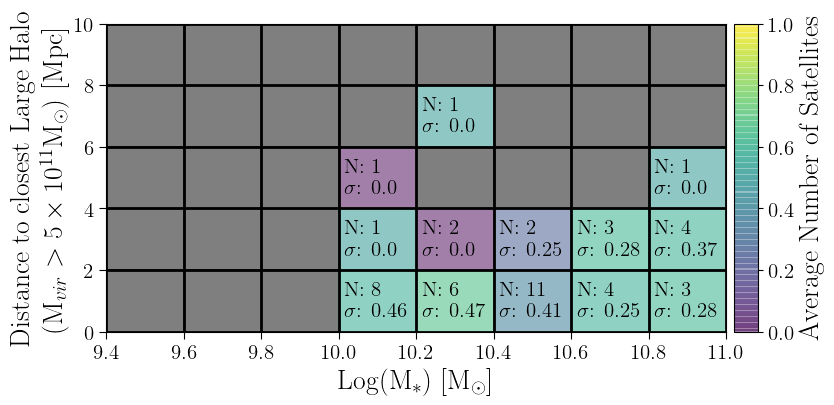 Distance to closest Large Halo
(M_vir > 5 × 10^11 M_⊙) [Mpc]
10
8
6
4
2
0
N: 1
σ: 0.0
N: 1
σ: 0.0
N: 1
σ: 0.0
N: 1
σ: 0.0
N: 2
σ: 0.0
N: 2
σ: 0.25
N: 3
σ: 0.28
N: 4
σ: 0.37
N: 8
σ: 0.46
N: 6
σ: 0.47
N: 11
σ: 0.41
N: 4
σ: 0.25
N: 3
σ: 0.28
9.4 9.6 9.8 10.0 10.2 10.4 10.6 10.8 11.0
Log(M_*) [M_⊙]
1.0
0.8
0.6
0.4
0.2
0.0
Average Number of Satellites